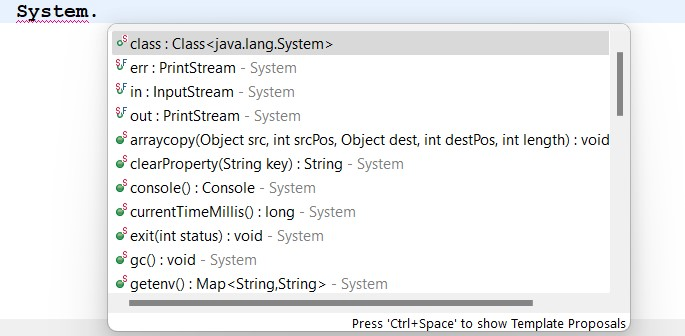 System.
class : Class<java.lang.System>
err : PrintStream - System
in : InputStream - System
out : PrintStream - System
arraycopy(Object src, int srcPos, Object dest, int destPos, int length) : void
clearProperty(String key) : String - System
console() : Console - System
currentTimeMillis() : long - System
exit(int status) : void - System
gc() : void - System
getenv() : Map<String,String> - System
Press 'Ctrl+Space' to show Template Proposals